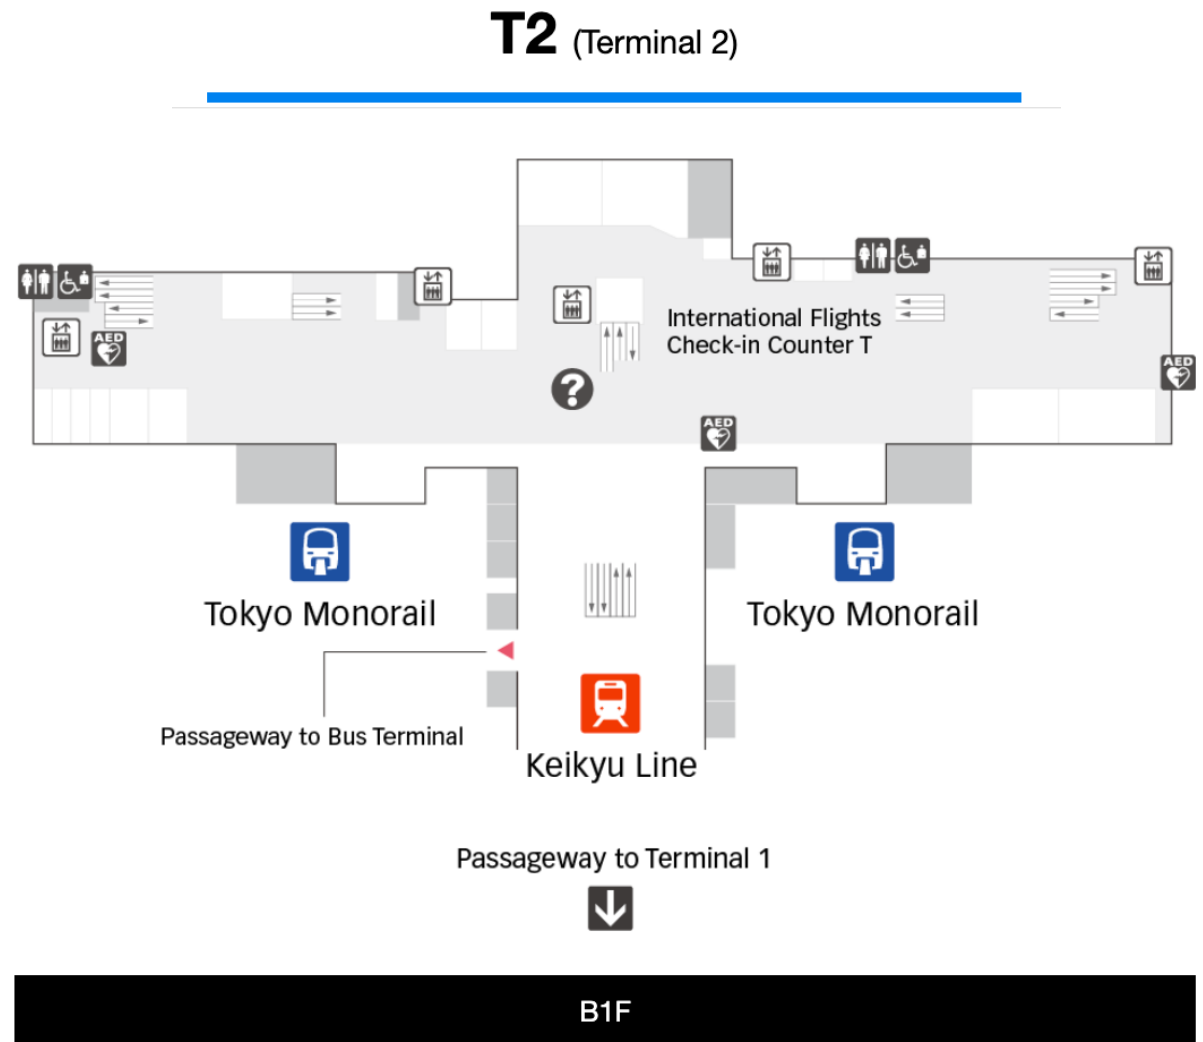 T2 (Terminal 2)
International Flights
Check-in Counter T
AED
AED
?
AED
Tokyo Monorail
Tokyo Monorail
Passageway to Bus Terminal
Keikyu Line
Passageway to Terminal 1
B1F